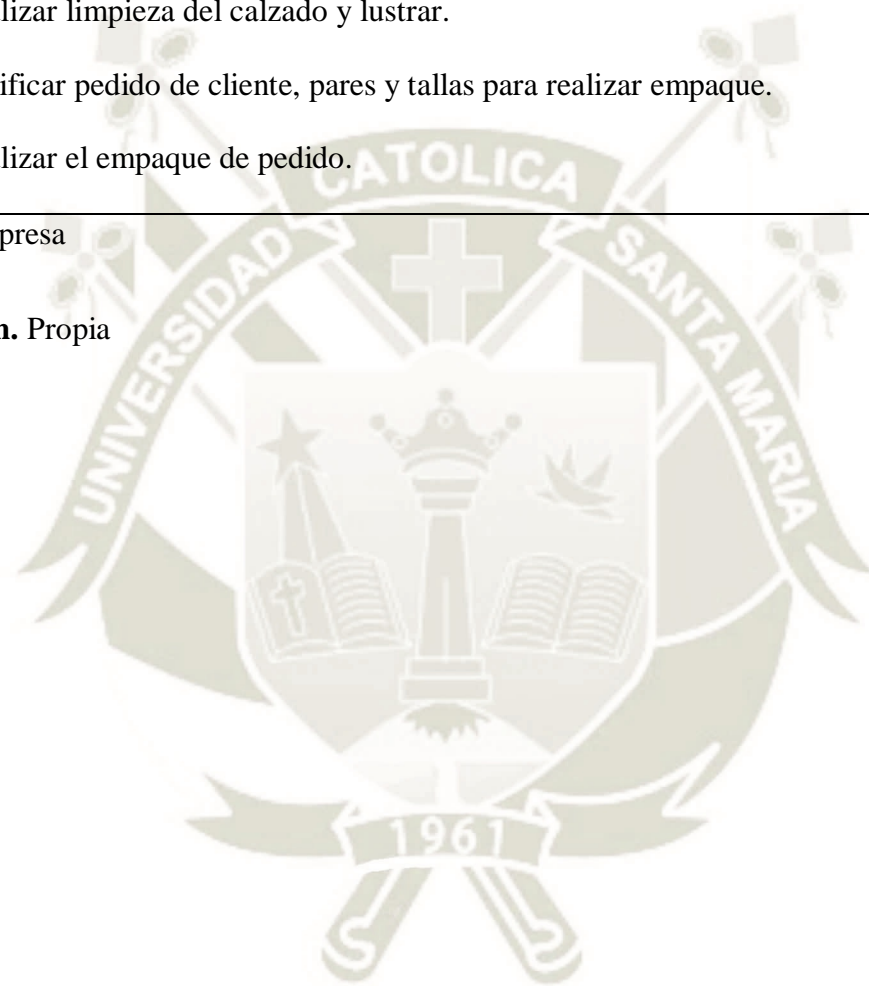 lizar limpieza del calzado y lustrar.
ificar pedido de cliente, pares y tallas para realizar empaque.
lizar el empaque de pedido.
presa
n. Propia
UNIVERSIDAD CATOLICA SANTA MARIA
1961